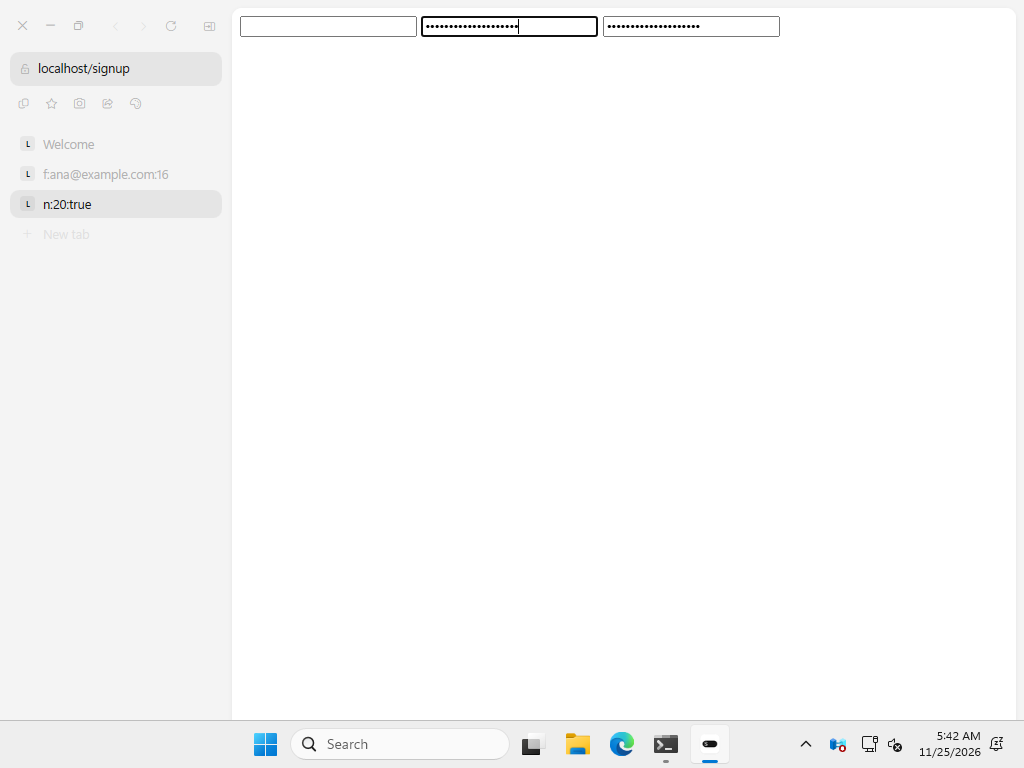 localhost/signup
L Welcome
L f:ana@example.com:16
L n:20:true
New tab
••••••••••••••••••••
••••••••••••••••••••
Search
5:42 AM
11/25/2026